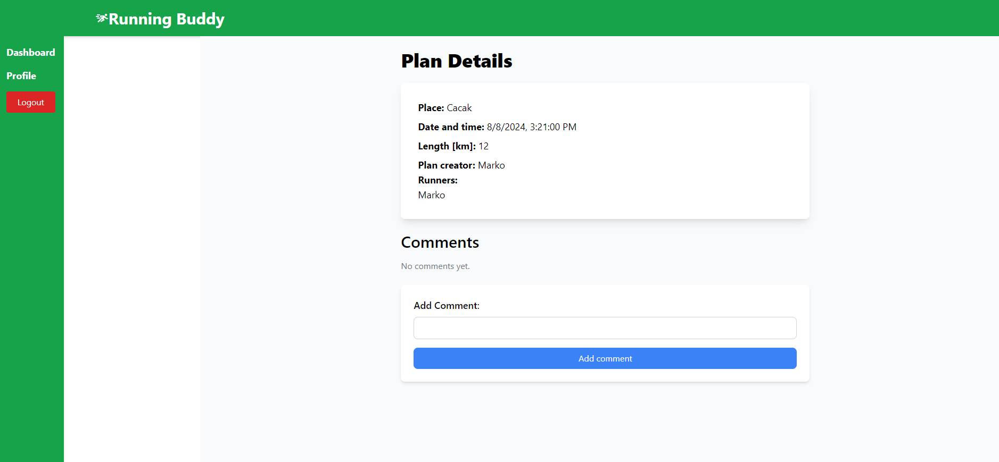 Running Buddy
Dashboard
Profile
Logout
Plan Details
Place: Cacak
Date and time: 8/8/2024, 3:21:00 PM
Length [km]: 12
Plan creator: Marko
Runners:
Marko
Comments
No comments yet.
Add Comment:
Add comment